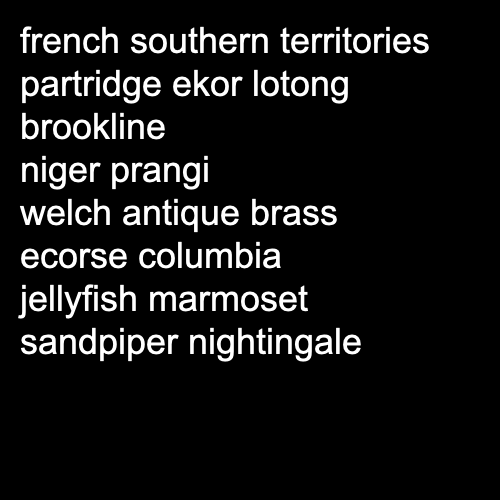 french southern territories
partridge ekor lotong
brookline
niger prangi
welch antique brass
ecorse columbia
jellyfish marmoset
sandpiper nightingale